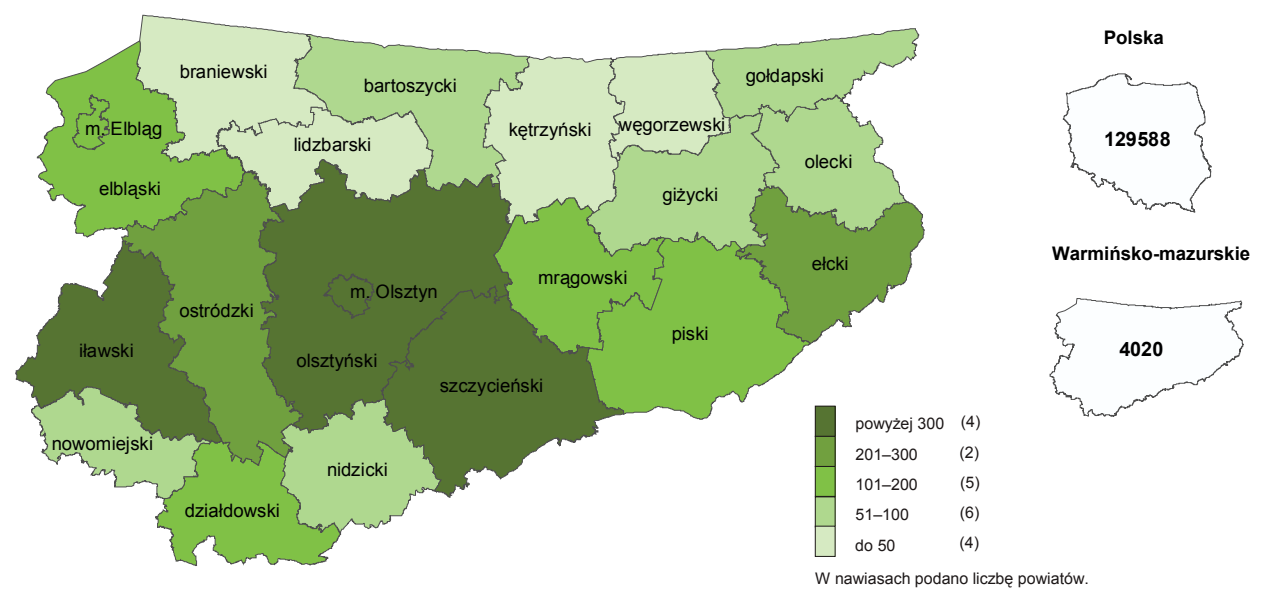 braniewski
bartoszycki
gołdapski
m. Elbląg
kętrzyński
węgorzewski
lidzbarski
olecki
elbląski
giżycki
mrągowski
ełcki
m. Olsztyn
ostródzki
piski
iławski
olsztyński
szczycieński
nowomiejski
nidzicki
działdowski
Polska
129588
Warmińsko-mazurskie
4020
powyżej 300 (4)
201–300 (2)
101–200 (5)
51–100 (6)
do 50 (4)
W nawiasach podano liczbę powiatów.